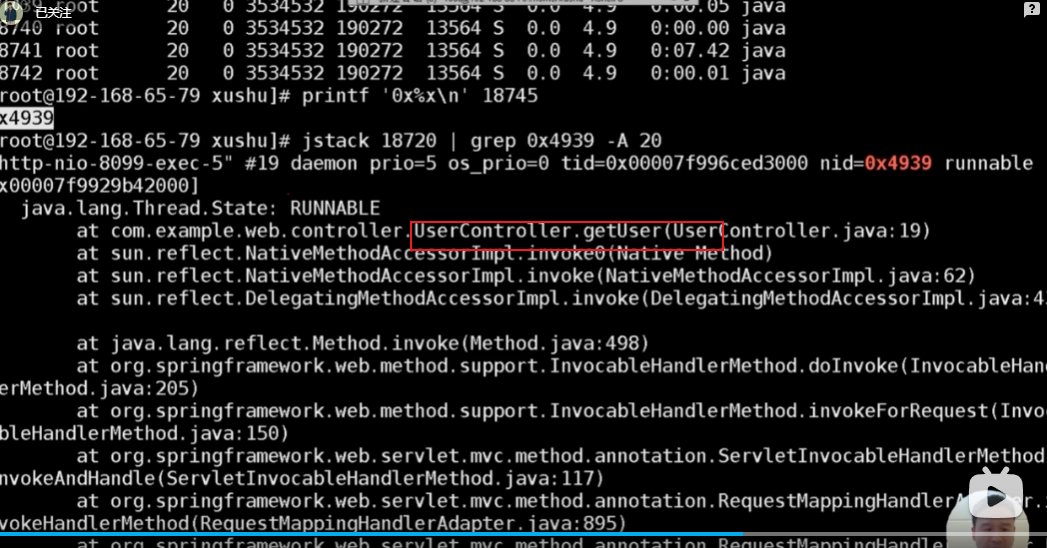 已关注
?
8739 root 20 0 3534532 190272 13564 S 0.0 4.9 0:00.05 java
8740 root 20 0 3534532 190272 13564 S 0.0 4.9 0:00.00 java
8741 root 20 0 3534532 190272 13564 S 0.0 4.9 0:07.42 java
8742 root 20 0 3534532 190272 13564 S 0.0 4.9 0:00.01 java
root@192-168-65-79 xushu]# printf '0x%x\n' 18745
x4939
root@192-168-65-79 xushu]# jstack 18720 | grep 0x4939 -A 20
http-nio-8099-exec-5" #19 daemon prio=5 os_prio=0 tid=0x00007f996ced3000 nid=0x4939 runnable
x00007f9929b42000]
java.lang.Thread.State: RUNNABLE
at com.example.web.controller.UserController.getUser(UserController.java:19)
at sun.reflect.NativeMethodAccessorImpl.invoke0(Native Method)
at sun.reflect.NativeMethodAccessorImpl.invoke(NativeMethodAccessorImpl.java:62)
at sun.reflect.DelegatingMethodAccessorImpl.invoke(DelegatingMethodAccessorImpl.java:4
at java.lang.reflect.Method.invoke(Method.java:498)
at org.springframework.web.method.support.InvocableHandlerMethod.doInvoke(InvocableHan
erMethod.java:205)
at org.springframework.web.method.support.InvocableHandlerMethod.invokeForRequest(Invo
bleHandlerMethod.java:150)
at org.springframework.web.servlet.mvc.method.annotation.ServletInvocableHandlerMethod
nvokeAndHandle(ServletInvocableHandlerMethod.java:117)
at org.springframework.web.servlet.mvc.method.annotation.RequestMappingHandlerAdapter.
vokeHandlerMethod(RequestMappingHandlerAdapter.java:895)
at org.springframework.web.servlet.mvc.method.annotation.RequestMappingHandlerAdapter